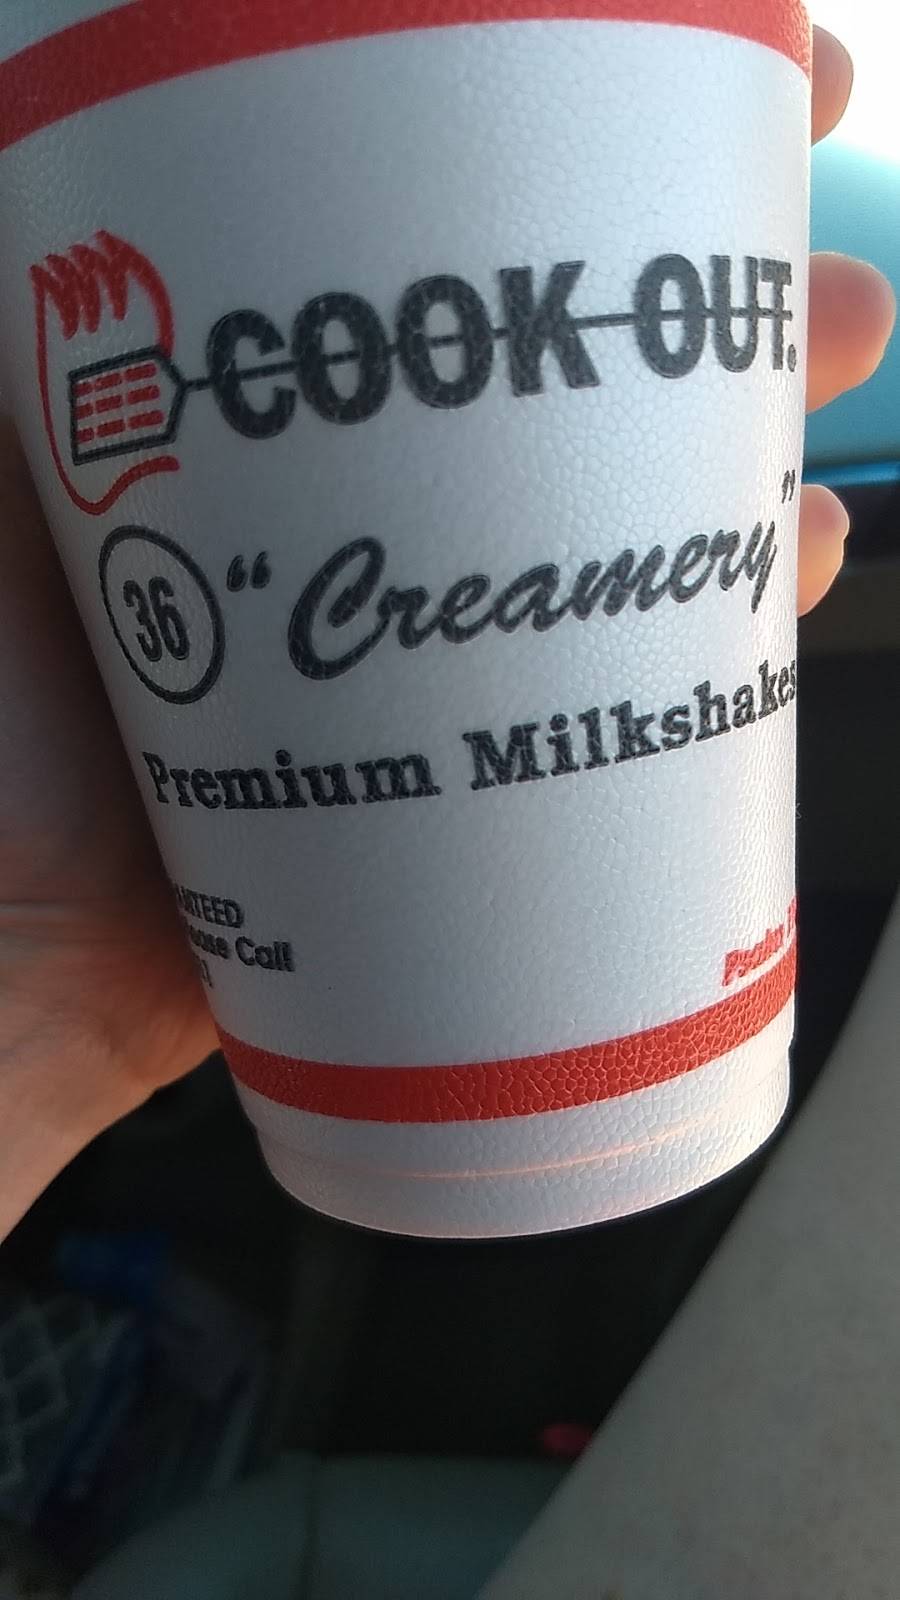 COOK OUT.
36 "Creamery"
Premium Milkshakes
Call